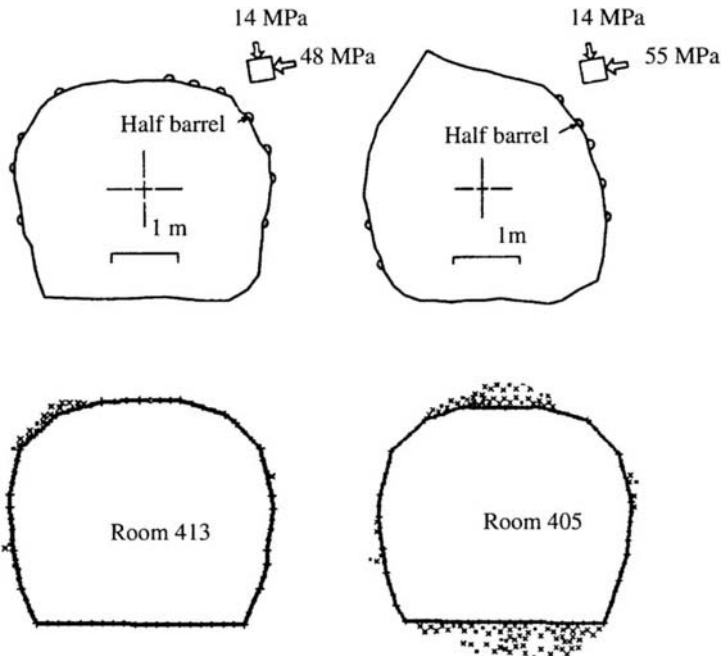 14 MPa
48 MPa
Half barrel
1 m
14 MPa
55 MPa
Half barrel
1m
Room 413
Room 405